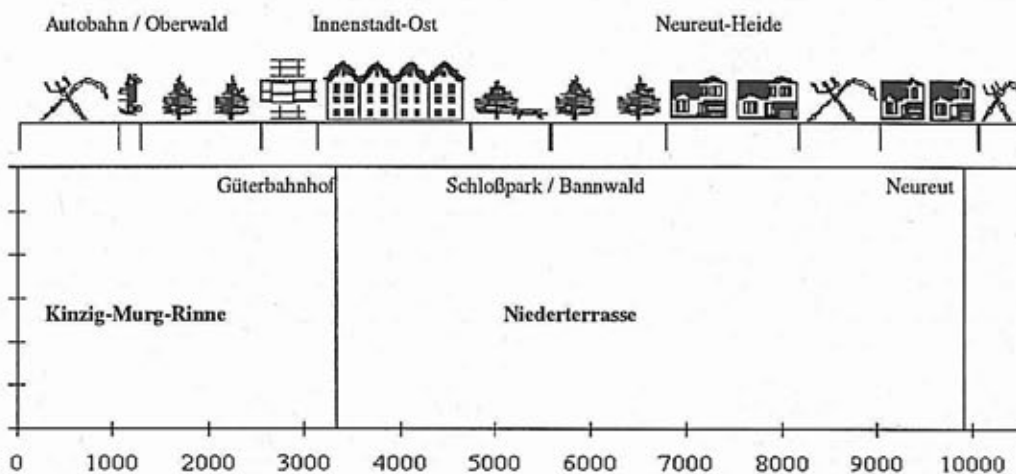 Autobahn / Oberwald Innenstadt-Ost Neureut-Heide
Güterbahnhof Schloßpark / Bannwald Neureut
Kinzig-Murg-Rinne Niederterrasse
0 1000 2000 3000 4000 5000 6000 7000 8000 9000 10000